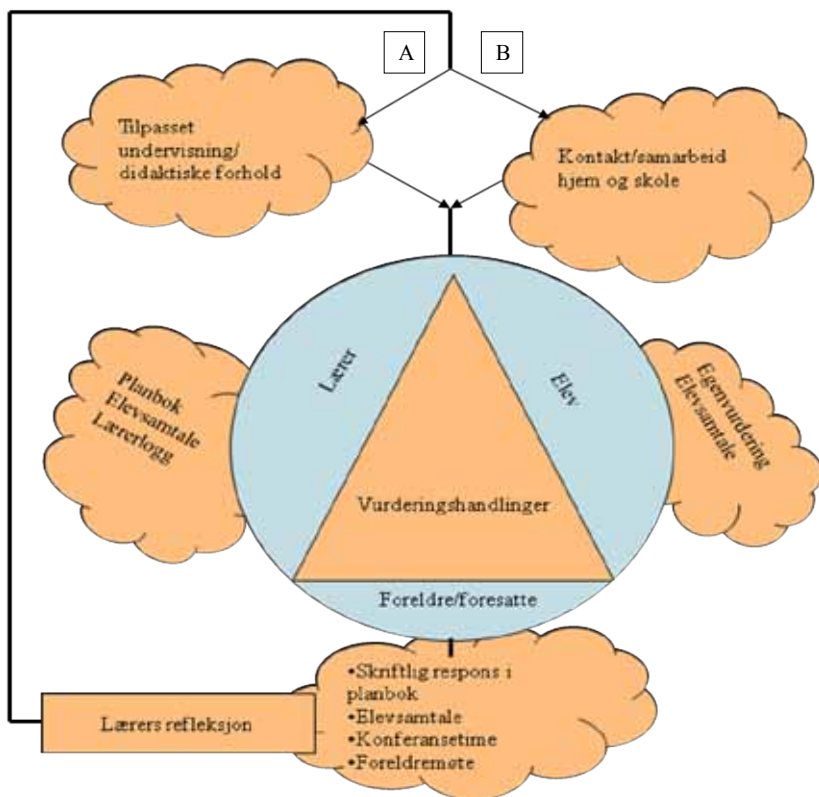 A
B
Tilpasset
undervisning/
didaktiske forhold
Kontakt/samarbeid
hjem og skole
Lærer
Elev
Planbok
Elevsamtale
Lærerlogg
Egenvurdering
Elevsamtale
Vurderingshandlinger
Foreldre/foresatte
•Skriftlig respons i
planbok
•Elevsamtale
•Konferansetime
•Foreldremøte
Lærers refleksjon